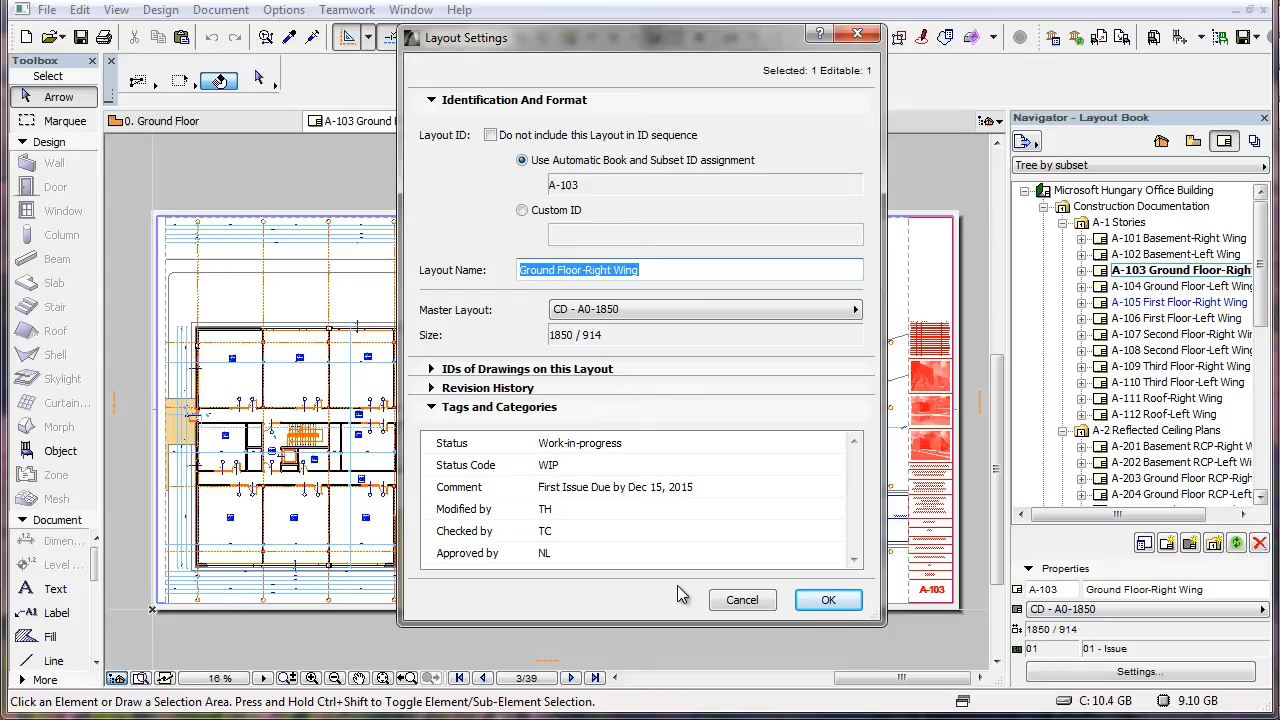 File Edit View Design Document Options Teamwork Window Help
Layout Settings
Toolbox
Select
Arrow
Marquee
Design
Wall
Door
Window
Column
Beam
Slab
Stair
Roof
Shell
Skylight
Curtain...
Morph
Object
Zone
Mesh
Document
Dimen...
Level ...
Text
Label
Fill
Line
More
0. Ground Floor
A-103 Ground F
Selected: 1 Editable: 1
Identification And Format
Layout ID:
Do not include this Layout in ID sequence
Use Automatic Book and Subset ID assignment
A-103
Custom ID
Layout Name:
Ground Floor-Right Wing
Master Layout:
CD - A0-1850
Size:
1850 / 914
IDs of Drawings on this Layout
Revision History
Tags and Categories
Status Work-in-progress
Status Code WIP
Comment First Issue Due by Dec 15, 2015
Modified by TH
Checked by TC
Approved by NL
Cancel
OK
A-103
Navigator - Layout Book
Tree by subset
Microsoft Hungary Office Building
Construction Documentation
A-1 Stories
A-101 Basement-Right Wing
A-102 Basement-Left Wing
A-103 Ground Floor-Righ
A-104 Ground Floor-Left Wing
A-105 First Floor-Right Wing
A-106 First Floor-Left Wing
A-107 Second Floor-Right Wi
A-108 Second Floor-Left Wing
A-109 Third Floor-Right Wing
A-110 Third Floor-Left Wing
A-111 Roof-Right Wing
A-112 Roof-Left Wing
A-2 Reflected Ceiling Plans
A-201 Basement RCP-Right W
A-202 Basement RCP-Left Wi
A-203 Ground Floor RCP-Rig
A-204 Ground Floor RCP-Left
Properties
A-103 Ground Floor-Right Wing
CD - A0-1850
1850 / 914
01 01 - Issue
Settings...
16 %
3/39
Click an Element or Draw a Selection Area. Press and Hold Ctrl+Shift to Toggle Element/Sub-Element Selection.
C: 10.4 GB
9.10 GB